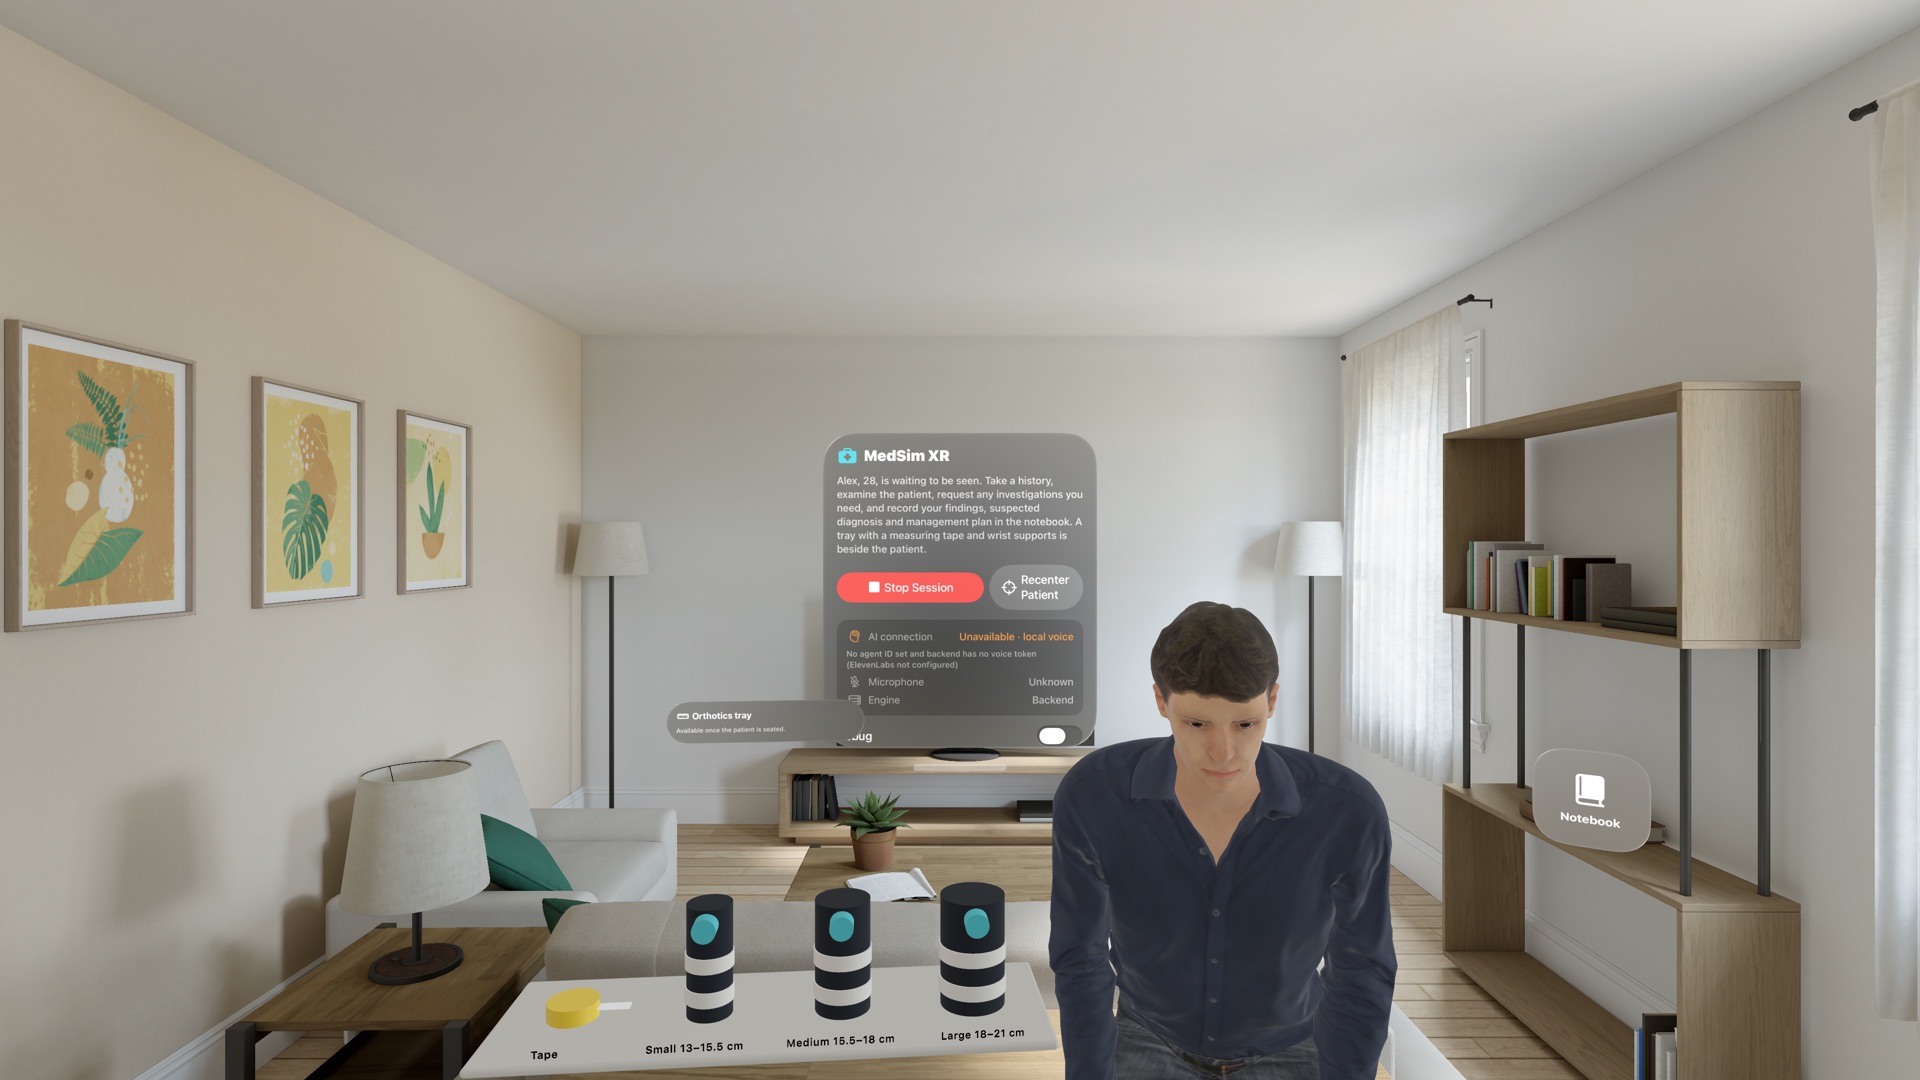 MedSim XR
Alex, 28, is waiting to be seen. Take a history,
examine the patient, request any investigations you
need, and record your findings, suspected
diagnosis and management plan in the notebook. A
tray with a measuring tape and wrist supports is
beside the patient.
Stop Session
Recenter
Patient
AI connection
Unavailable · local voice
No agent ID set and backend has no voice token
(ElevenLabs not configured)
Microphone
Unknown
Engine
Backend
Orthotics tray
Available once the patient is seated.
Notebook
Tape
Small 13–15.5 cm
Medium 15.5–18 cm
Large 18–21 cm